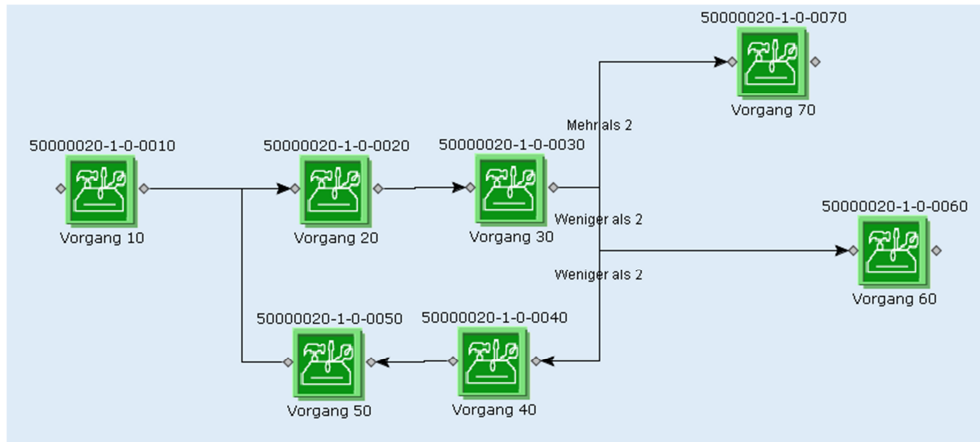 50000020-1-0-0070
Vorgang 70
Mehr als 2
50000020-1-0-0010
Vorgang 10
50000020-1-0-0020
Vorgang 20
50000020-1-0-0030
Vorgang 30
Weniger als 2
50000020-1-0-0060
Vorgang 60
Weniger als 2
50000020-1-0-0050
Vorgang 50
50000020-1-0-0040
Vorgang 40